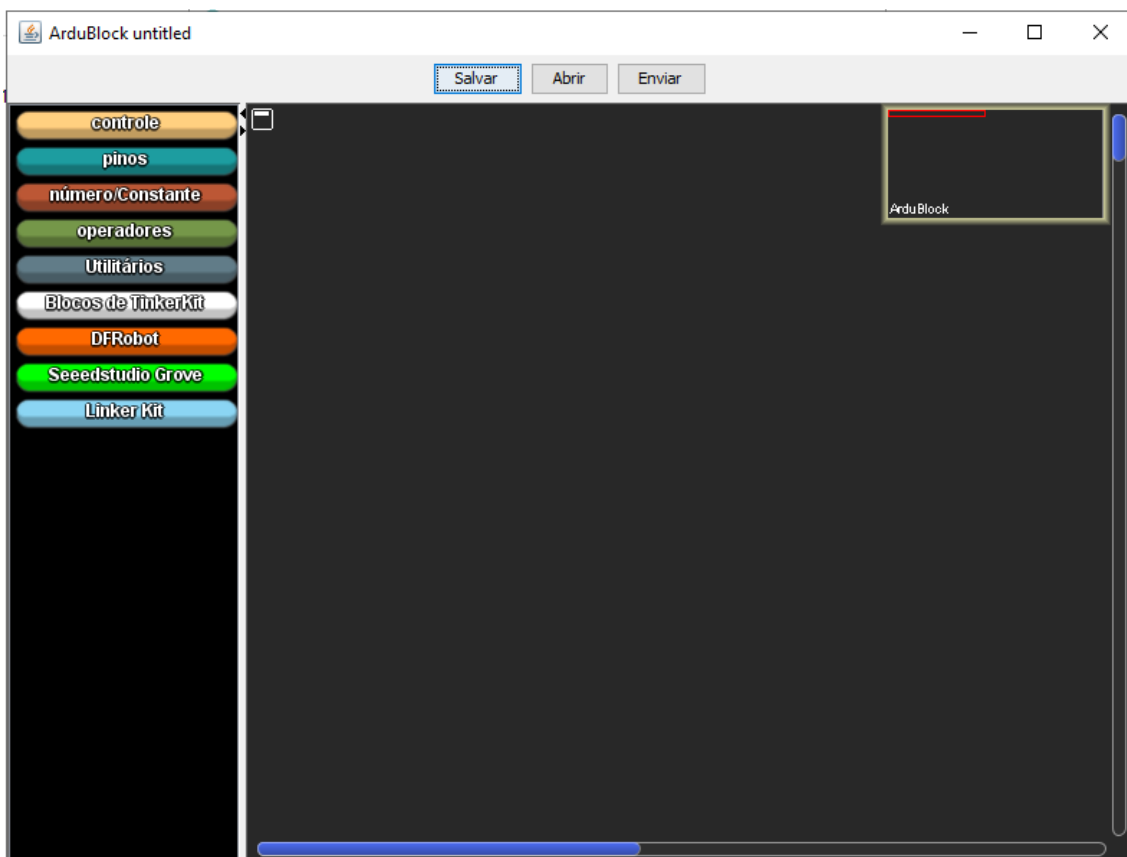 ArduBlock untitled
Salvar Abrir Enviar
controle
pinos
número/Constante
operadores
Utilitários
Blocos de TinkerKit
DFRobot
Seeedstudio Grove
Linker Kit
ArduBlock